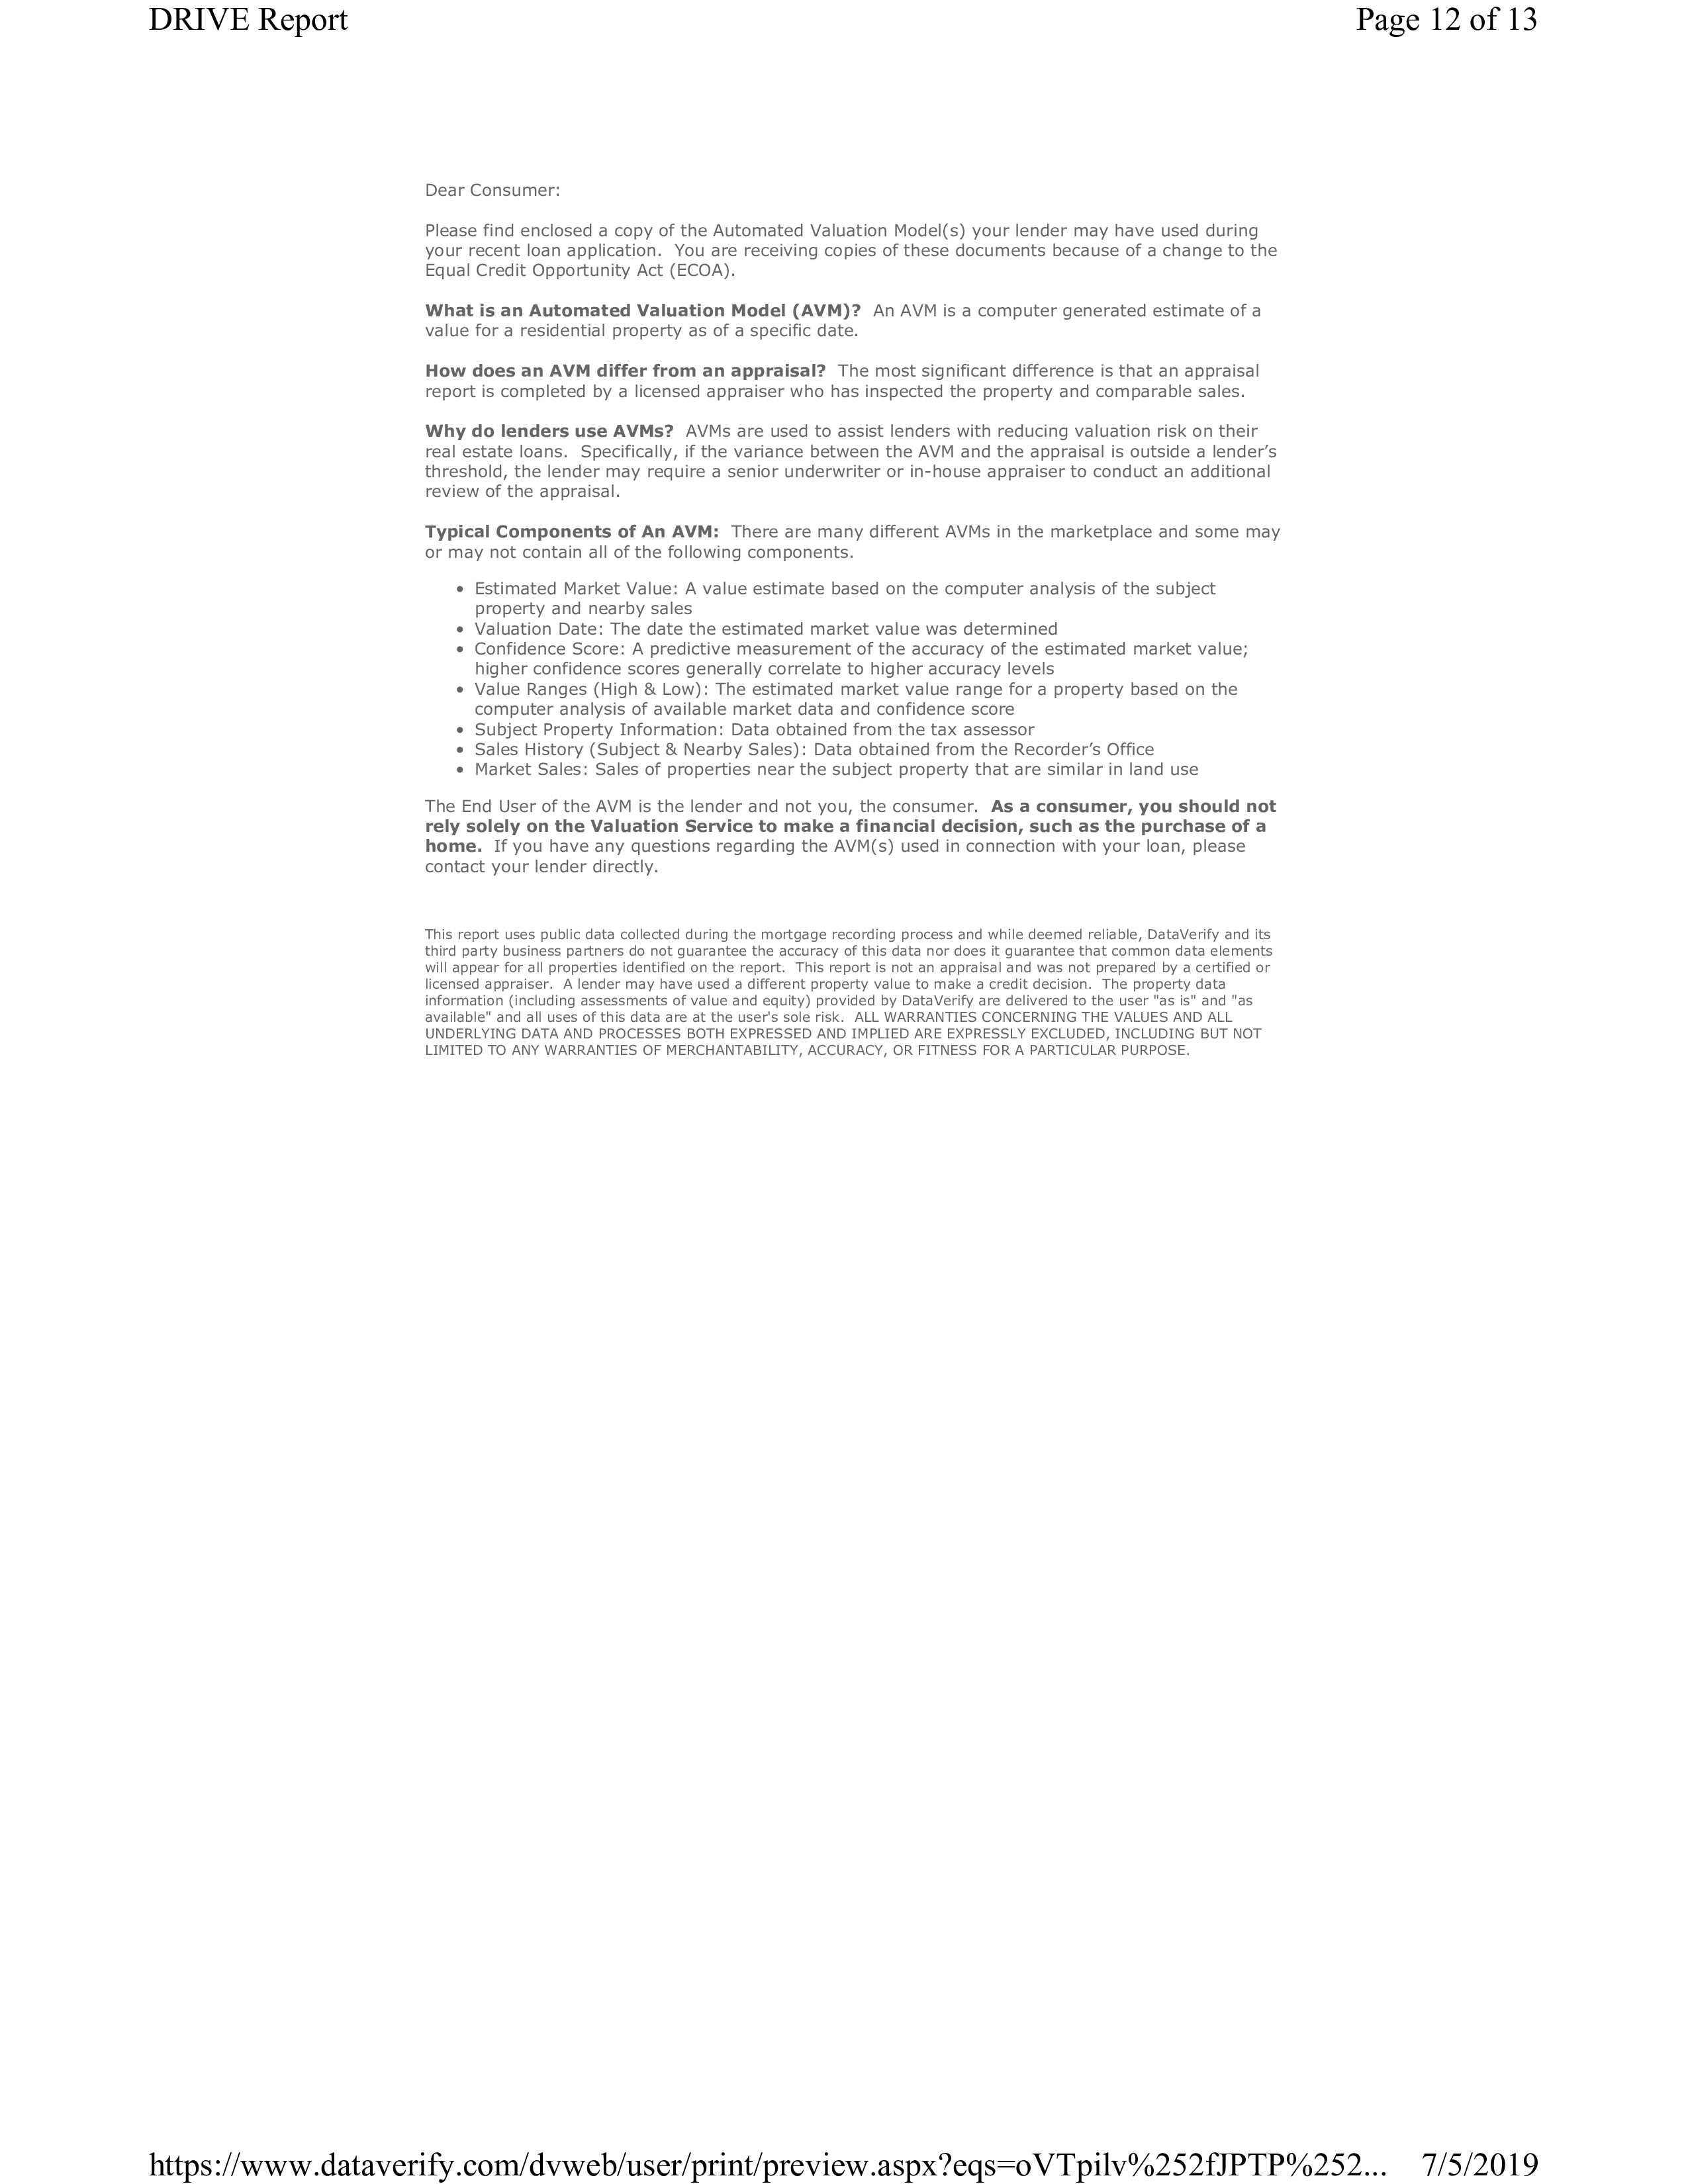 DRIVE Report
Page 12 of 13
Dear Consumer:
Please find enclosed a copy of the Automated Valuation Model(s) your lender may have used during
your recent loan application.  You are receiving copies of these documents because of a change to the
Equal Credit Opportunity Act (ECOA).
What is an Automated Valuation Model (AVM)?  An AVM is a computer generated estimate of a
value for a residential property as of a specific date.
How does an AVM differ from an appraisal?  The most significant difference is that an appraisal
report is completed by a licensed appraiser who has inspected the property and comparable sales.
Why do lenders use AVMs?  AVMs are used to assist lenders with reducing valuation risk on their
real estate loans.  Specifically, if the variance between the AVM and the appraisal is outside a lender’s
threshold, the lender may require a senior underwriter or in-house appraiser to conduct an additional
review of the appraisal.
Typical Components of An AVM:  There are many different AVMs in the marketplace and some may
or may not contain all of the following components.
• Estimated Market Value: A value estimate based on the computer analysis of the subject
property and nearby sales
• Valuation Date: The date the estimated market value was determined
• Confidence Score: A predictive measurement of the accuracy of the estimated market value;
higher confidence scores generally correlate to higher accuracy levels
• Value Ranges (High & Low): The estimated market value range for a property based on the
computer analysis of available market data and confidence score
• Subject Property Information: Data obtained from the tax assessor
• Sales History (Subject & Nearby Sales): Data obtained from the Recorder’s Office
• Market Sales: Sales of properties near the subject property that are similar in land use
The End User of the AVM is the lender and not you, the consumer.  As a consumer, you should not
rely solely on the Valuation Service to make a financial decision, such as the purchase of a
home.  If you have any questions regarding the AVM(s) used in connection with your loan, please
contact your lender directly.
This report uses public data collected during the mortgage recording process and while deemed reliable, DataVerify and its
third party business partners do not guarantee the accuracy of this data nor does it guarantee that common data elements
will appear for all properties identified on the report.  This report is not an appraisal and was not prepared by a certified or
licensed appraiser.  A lender may have used a different property value to make a credit decision.  The property data
information (including assessments of value and equity) provided by DataVerify are delivered to the user "as is" and "as
available" and all uses of this data are at the user's sole risk.  ALL WARRANTIES CONCERNING THE VALUES AND ALL
UNDERLYING DATA AND PROCESSES BOTH EXPRESSED AND IMPLIED ARE EXPRESSLY EXCLUDED, INCLUDING BUT NOT
LIMITED TO ANY WARRANTIES OF MERCHANTABILITY, ACCURACY, OR FITNESS FOR A PARTICULAR PURPOSE.
https://www.dataverify.com/dvweb/user/print/preview.aspx?eqs=oVTpilv%252fJPTP%252...
7/5/2019